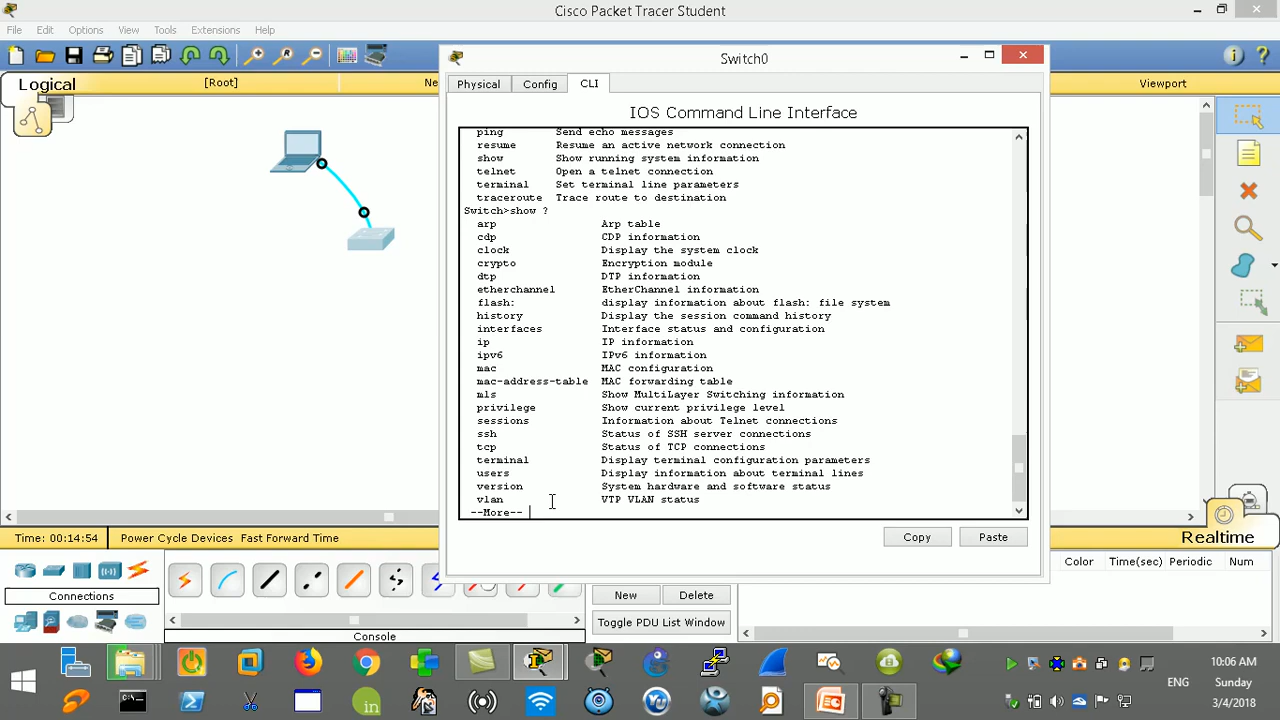 Cisco Packet Tracer Student
File Edit Options View Tools Extensions Help
Logical
[Root]
Ne
Viewport
Switch0
Physical Config CLI
IOS Command Line Interface
ping Send echo messages
resume Resume an active network connection
show Show running system information
telnet Open a telnet connection
terminal Set terminal line parameters
traceroute Trace route to destination
Switch>show ?
arp Arp table
cdp CDP information
clock Display the system clock
crypto Encryption module
dtp DTP information
etherchannel EtherChannel information
flash: display information about flash: file system
history Display the session command history
interfaces Interface status and configuration
ip IP information
ipv6 IPv6 information
mac MAC configuration
mac-address-table MAC forwarding table
mls Show MultiLayer Switching information
privilege Show current privilege level
sessions Information about Telnet connections
ssh Status of SSH server connections
tcp Status of TCP connections
terminal Display terminal configuration parameters
users Display information about terminal lines
version System hardware and software status
vlan VTP VLAN status
--More--
Copy Paste
Time: 00:14:54 Power Cycle Devices Fast Forward Time
Realtime
Connections
New Delete
Toggle PDU List Window
Color Time(sec) Periodic Num
Console
10:06 AM
ENG Sunday
3/4/2018